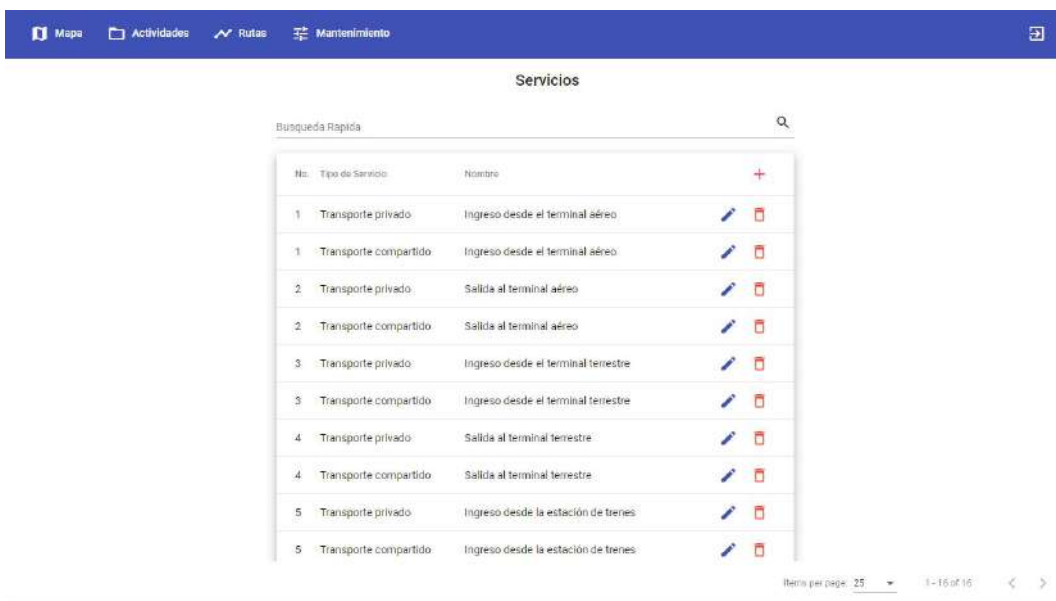 Mapa Actividades Rutas Mantenimiento
Servicios
Busqueda Rapida
No. Tipo de Servicio Nombre
1 Transporte privado Ingreso desde el terminal aéreo
1 Transporte compartido Ingreso desde el terminal aéreo
2 Transporte privado Salida al terminal aéreo
2 Transporte compartido Salida al terminal aéreo
3 Transporte privado Ingreso desde el terminal terrestre
3 Transporte compartido Ingreso desde el terminal terrestre
4 Transporte privado Salida al terminal terrestre
4 Transporte compartido Salida al terminal terrestre
5 Transporte privado Ingreso desde la estación de trenes
5 Transporte compartido Ingreso desde la estación de trenes
Items per page: 25 1 - 16 of 16